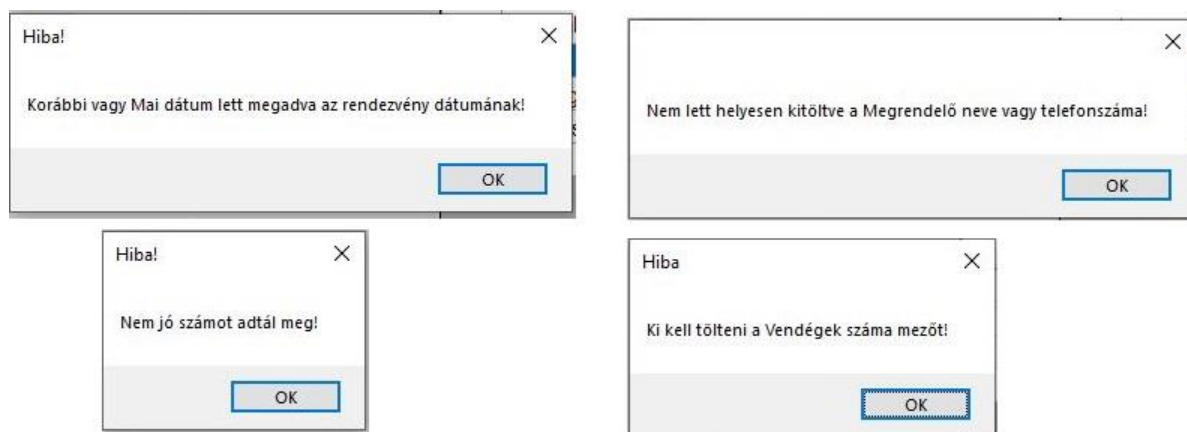 Hiba!
Korábbi vagy Mai dátum lett megadva az rendezvény dátumának!
OK
Nem lett helyesen kitöltve a Megrendelő neve vagy telefonszáma!
OK
Hiba!
Nem jó számot adtál meg!
OK
Hiba
Ki kell tölteni a Vendégek száma mezőt!
OK